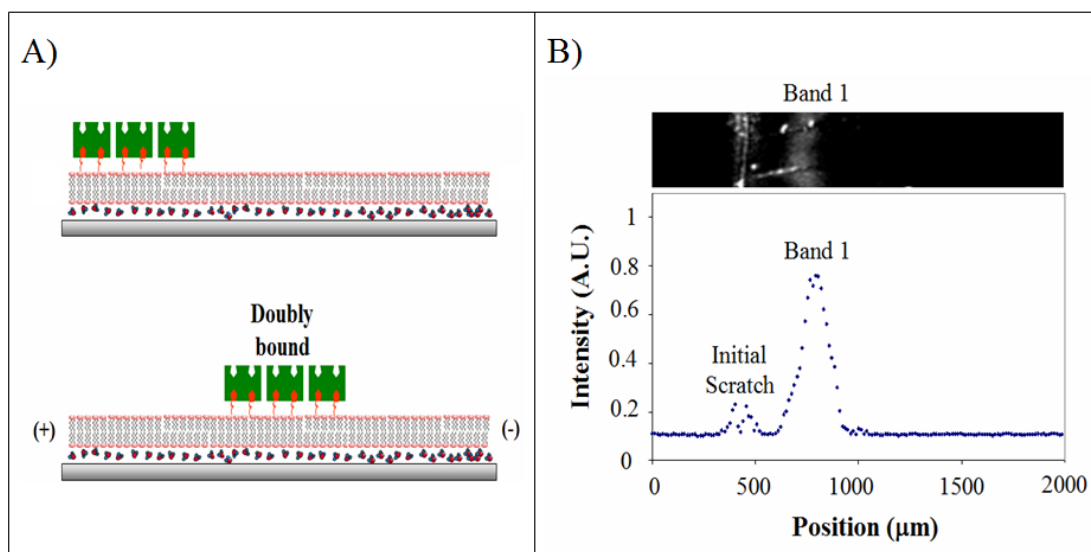 A)
Doubly
bound
(+)
(-)
B)
Band 1
1
Band 1
0.8
0.6
Initial
Scratch
0.4
0.2
0
Intensity (A.U.)
0 500 1000 1500 2000
Position (μm)